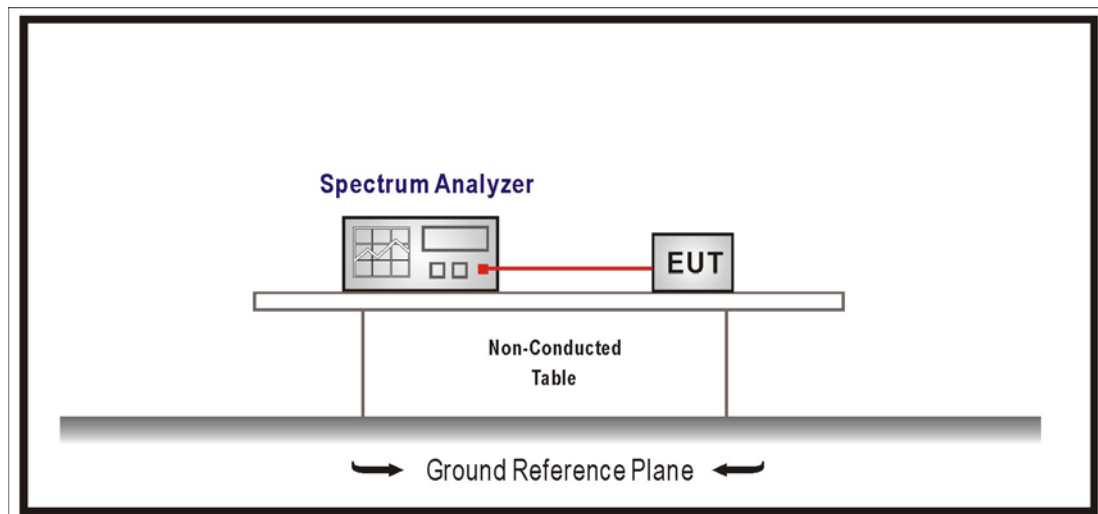 Spectrum Analyzer
EUT
Non-Conducted
Table
Ground Reference Plane